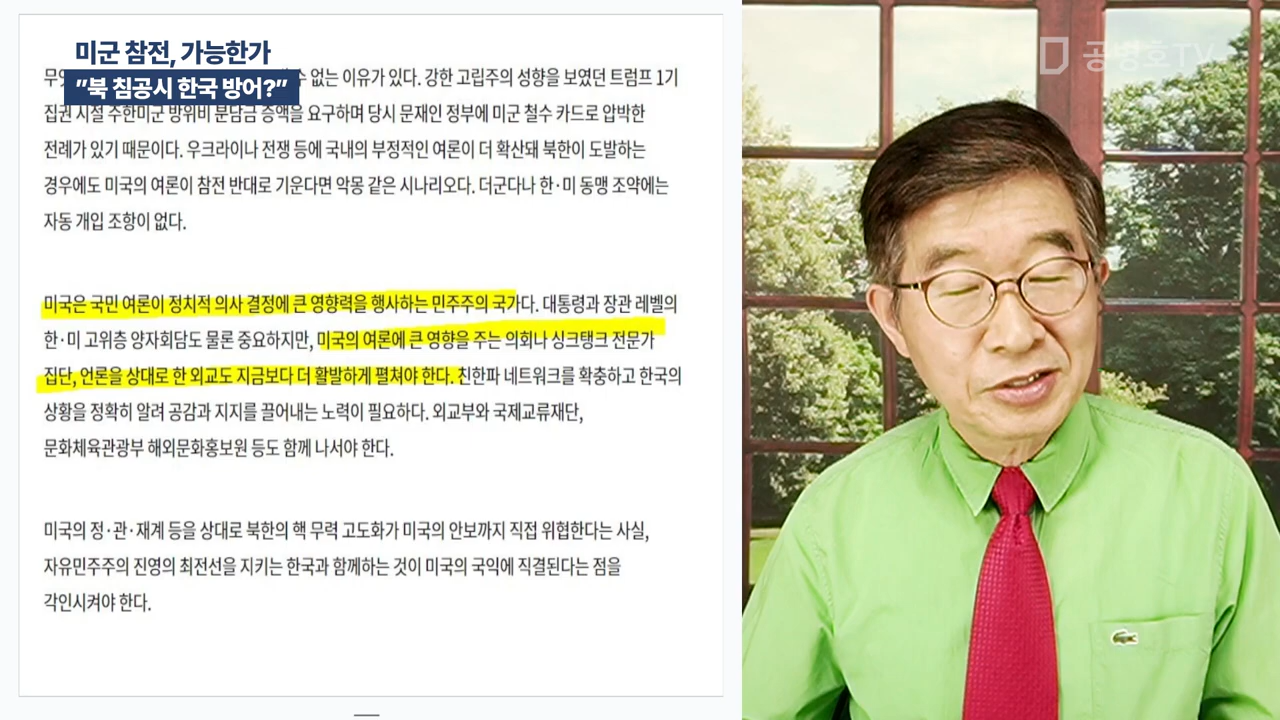 미군 참전, 가능한가
"북 침공시 한국 방어?"
없는 이유가 있다. 강한 고립주의 성향을 보였던 트럼프 1기
집권 시절 주한미군 방위비 분담금 증액을 요구하며 당시 문재인 정부에 미군 철수 카드로 압박한
전례가 있기 때문이다. 우크라이나 전쟁 등에 국내의 부정적인 여론이 더 확산돼 북한이 도발하는
경우에도 미국의 여론이 참전 반대로 기운다면 악몽 같은 시나리오다. 더군다나 한·미 동맹 조약에는
자동 개입 조항이 없다.
미국은 국민 여론이 정치적 의사 결정에 큰 영향력을 행사하는 민주주의 국가다. 대통령과 장관 레벨의
한·미 고위층 양자회담도 물론 중요하지만, 미국의 여론에 큰 영향을 주는 의회나 싱크탱크 전문가
집단, 언론을 상대로 한 외교도 지금보다 더 활발하게 펼쳐야 한다. 친한파 네트워크를 확충하고 한국의
상황을 정확히 알려 공감과 지지를 끌어내는 노력이 필요하다. 외교부와 국제교류재단,
문화체육관광부 해외문화홍보원 등도 함께 나서야 한다.
미국의 정·관·재계 등을 상대로 북한의 핵 무력 고도화가 미국의 안보까지 직접 위협한다는 사실,
자유민주주의 진영의 최전선을 지키는 한국과 함께하는 것이 미국의 국익에 직결된다는 점을
각인시켜야 한다.
공병호TV